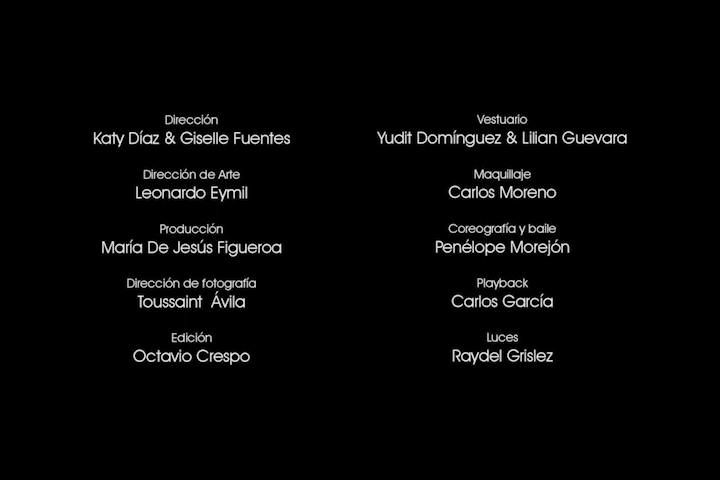 Dirección
Katy Díaz & Giselle Fuentes
Dirección de Arte
Leonardo Eymil
Producción
María De Jesús Figueroa
Dirección de fotografía
Toussaint Ávila
Edición
Octavio Crespo
Vestuario
Yudit Domínguez & Lilian Guevara
Maquillaje
Carlos Moreno
Coreografía y baile
Penélope Morejón
Playback
Carlos García
Luces
Raydel Grislez